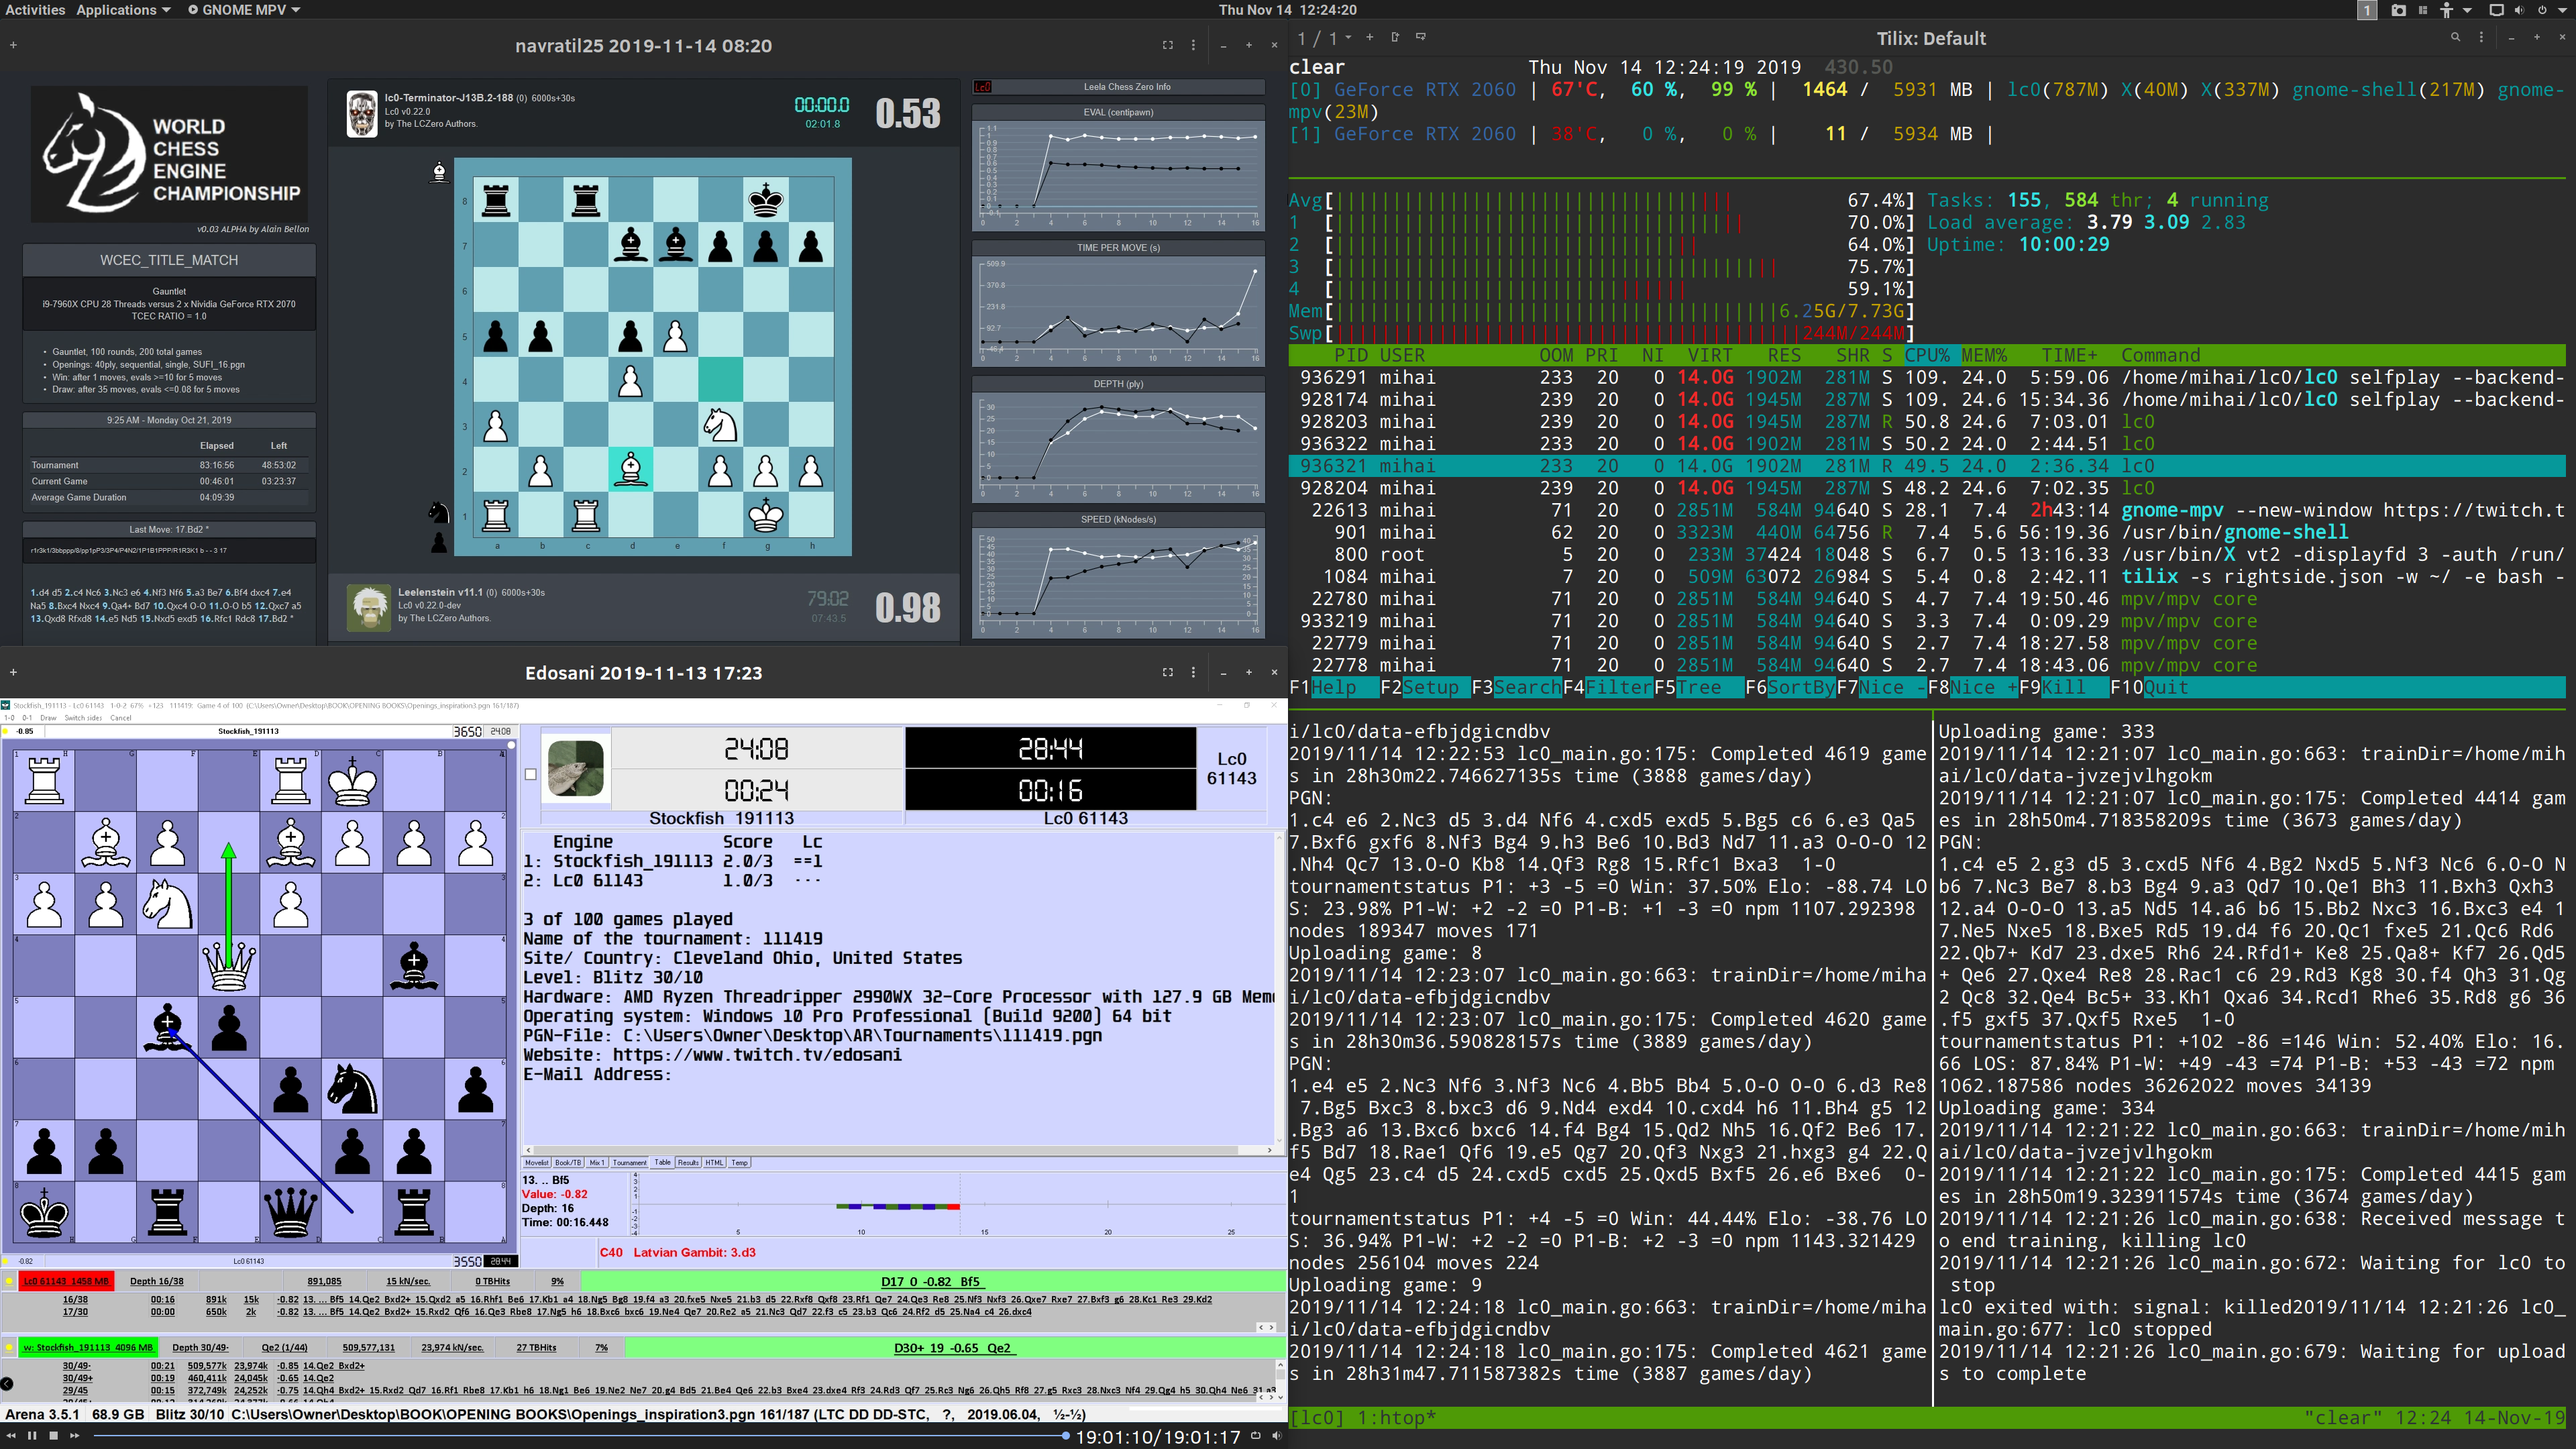 Activities Applications GNOME MPV Thu Nov 14 12:24:20 1
navratil25 2019-11-14 08:20
WORLD
CHESS
ENGINE
CHAMPIONSHIP
v0.03 ALPHA by Alain Bellon
WCEC_TITLE_MATCH
Gauntlet
i9-7960X CPU 28 Threads versus 2 x Nividia GeForce RTX 2070
TCEC RATIO = 1.0
Gauntlet, 100 rounds, 200 total games
Openings: 40ply, sequential, single, SUFI_16.pgn
Win: after 1 moves, evals >=10 for 5 moves
Draw: after 35 moves, evals <=0.08 for 5 moves
9:25 AM - Monday Oct 21, 2019
Elapsed Left
Tournament 83:16:56 48:53:02
Current Game 00:46:01 03:23:37
Average Game Duration 04:09:39
Last Move: 17.Bd2 *
r1r3k1/3bbppp/8/pp1pP3/3P4/P4N2/1P1B1PPP/R1R3K1 b - - 3 17
1.d4 d5 2.c4 Nc6 3.Nc3 e6 4.Nf3 Nf6 5.a3 Be7 6.Bf4 dxc4 7.e4
Na5 8.Bxc4 Nxc4 9.Qa4+ Bd7 10.Qxc4 O-O 11.O-O b5 12.Qxc7 a5
13.Qxd8 Rfxd8 14.e5 Nd5 15.Nxd5 exd5 16.Rfc1 Rdc8 17.Bd2 *
lc0-Terminator-J13B.2-188 (0) 6000s+30s
Lc0 v0.22.0
by The LCZero Authors.
00:00.0
02:01.8
0.53
8
7
6
5
4
3
2
1
a b c d e f g h
Leelenstein v11.1 (0) 6000s+30s
Lc0 v0.22.0-dev
by The LCZero Authors.
79:02
07:43.5
0.98
Lc0 Leela Chess Zero Info
EVAL (centipawn)
TIME PER MOVE (s)
509.9
370.8
231.8
92.7
DEPTH (ply)
SPEED (kNodes/s)
Edosani 2019-11-13 17:23
Stockfish_191113 - Lc0 61143 1-0-2 67% +123 111419: Game 4 of 100 (C:\Users\Owner\Desktop\BOOK\OPENING BOOKS\Openings_inspiration3.pgn 161/187)
1-0 0-1 Draw Switch sides Cancel
-0.85 Stockfish_191113 3650 24:08
24:08 28:44 Lc0
61143
00:24 00:16
Stockfish 191113 Lc0 61143
Engine Score Lc
1: Stockfish_191113 2.0/3 ==1
2: Lc0 61143 1.0/3 ---
3 of 100 games played
Name of the tournament: 111419
Site/ Country: Cleveland Ohio, United States
Level: Blitz 30/10
Hardware: AMD Ryzen Threadripper 2990WX 32-Core Processor with 127.9 GB Mem
Operating system: Windows 10 Pro Professional (Build 9200) 64 bit
PGN-File: C:\Users\Owner\Desktop\AR\Tournaments\111419.pgn
Website: https://www.twitch.tv/edosani
E-Mail Address:
Movelist Book/TB Mix 1 Tournament Table Results HTML Temp
13. .. Bf5
Value: -0.82
Depth: 16
Time: 00:16.448
5 10 15 20 25
C40 Latvian Gambit: 3.d3
-0.82 Lc0 61143 3550 28:44
Lc0 61143 1458 MB Depth 16/38 891,085 15 kN/sec. 0 TBHits 9% D17 0 -0.82 Bf5
16/38 00:16 891k 15k -0.82 13. ... Bf5 14.Qe2 Bxd2+ 15.Qxd2 a5 16.Rhf1 Be6 17.Kb1 a4 18.Ng5 Bg8 19.f4 a3 20.fxe5 Nxe5 21.b3 d5 22.Rxf8 Qxf8 23.Rf1 Qe7 24.Qe3 Re8 25.Nf3 Nxf3 26.Qxe7 Rxe7 27.Bxf3 g6 28.Kc1 Re3 29.Kd2
17/30 00:00 650k 2k -0.82 13. ... Bf5 14.Qe2 Bxd2+ 15.Rxd2 Qf6 16.Qe3 Rbe8 17.Ng5 h6 18.Bxc6 bxc6 19.Ne4 Qe7 20.Re2 a5 21.Nc3 Qd7 22.f3 c5 23.b3 Qc6 24.Rf2 d5 25.Na4 c4 26.dxc4
w: Stockfish_191113 4096 MB Depth 30/49- Qe2 (1/44) 509,577,131 23,974 kN/sec. 27 TBHits 7% D30+ 19 -0.65 Qe2
30/49- 00:21 509,577k 23,974k -0.85 14.Qe2 Bxd2+
30/49+ 00:19 460,411k 24,045k -0.65 14.Qe2
29/45 00:15 372,749k 24,252k -0.75 14.Qh4 Bxd2+ 15.Rxd2 Qd7 16.Rf1 Rbe8 17.Kb1 h6 18.Ng1 Be6 19.Ne2 Ne7 20.g4 Bd5 21.Be4 Qe6 22.b3 Bxe4 23.dxe4 Rf3 24.Rd3 Qf7 25.Rc3 Ng6 26.Qh5 Rf8 27.g5 Rxc3 28.Nxc3 Nf4 29.Qg4 h5 30.Qh4 Ne6 31.a3
Arena 3.5.1 68.9 GB Blitz 30/10 C:\Users\Owner\Desktop\BOOK\OPENING BOOKS\Openings_inspiration3.pgn 161/187 (LTC DD DD-STC, ?, 2019.06.04, ½-½)
19:01:10/19:01:17
1 / 1 Tilix: Default
clear Thu Nov 14 12:24:19 2019 430.50
[0] GeForce RTX 2060 | 67'C, 60 %, 99 % | 1464 / 5931 MB | lc0(787M) X(40M) X(337M) gnome-shell(217M) gnome-
mpv(23M)
[1] GeForce RTX 2060 | 38'C, 0 %, 0 % | 11 / 5934 MB |
Avg[ 67.4%] Tasks: 155, 584 thr; 4 running
1 [ 70.0%] Load average: 3.79 3.09 2.83
2 [ 64.0%] Uptime: 10:00:29
3 [ 75.7%]
4 [ 59.1%]
Mem[ 6.25G/7.73G]
Swp[ 244M/244M]
PID USER OOM PRI NI VIRT RES SHR S CPU% MEM% TIME+ Command
936291 mihai 233 20 0 14.0G 1902M 281M S 109. 24.0 5:59.06 /home/mihai/lc0/lc0 selfplay --backend-
928174 mihai 239 20 0 14.0G 1945M 287M S 109. 24.6 15:34.36 /home/mihai/lc0/lc0 selfplay --backend-
928203 mihai 239 20 0 14.0G 1945M 287M R 50.8 24.6 7:03.01 lc0
936322 mihai 233 20 0 14.0G 1902M 281M S 50.2 24.0 2:44.51 lc0
936321 mihai 233 20 0 14.0G 1902M 281M R 49.5 24.0 2:36.34 lc0
928204 mihai 239 20 0 14.0G 1945M 287M S 48.2 24.6 7:02.35 lc0
22613 mihai 71 20 0 2851M 584M 94640 S 28.1 7.4 2h43:14 gnome-mpv --new-window https://twitch.t
901 mihai 62 20 0 3323M 440M 64756 R 7.4 5.6 56:19.36 /usr/bin/gnome-shell
800 root 5 20 0 233M 37424 18048 S 6.7 0.5 13:16.33 /usr/bin/X vt2 -displayfd 3 -auth /run/
1084 mihai 7 20 0 509M 63072 26984 S 5.4 0.8 2:42.11 tilix -s rightside.json -w ~/ -e bash -
22780 mihai 71 20 0 2851M 584M 94640 S 4.7 7.4 19:50.46 mpv/mpv core
933219 mihai 71 20 0 2851M 584M 94640 S 3.3 7.4 0:09.29 mpv/mpv core
22779 mihai 71 20 0 2851M 584M 94640 S 2.7 7.4 18:27.58 mpv/mpv core
22778 mihai 71 20 0 2851M 584M 94640 S 2.7 7.4 18:43.06 mpv/mpv core
F1Help F2Setup F3SearchF4FilterF5Tree F6SortByF7Nice -F8Nice +F9Kill F10Quit
i/lc0/data-efbjdgicndbv
2019/11/14 12:22:53 lc0_main.go:175: Completed 4619 game
s in 28h30m22.746627135s time (3888 games/day)
PGN:
1.c4 e6 2.Nc3 d5 3.d4 Nf6 4.cxd5 exd5 5.Bg5 c6 6.e3 Qa5
7.Bxf6 gxf6 8.Nf3 Bg4 9.h3 Be6 10.Bd3 Nd7 11.a3 O-O-O 12
.Nh4 Qc7 13.O-O Kb8 14.Qf3 Rg8 15.Rfc1 Bxa3 1-0
tournamentstatus P1: +3 -5 =0 Win: 37.50% Elo: -88.74 LO
S: 23.98% P1-W: +2 -2 =0 P1-B: +1 -3 =0 npm 1107.292398
nodes 189347 moves 171
Uploading game: 8
2019/11/14 12:23:07 lc0_main.go:663: trainDir=/home/miha
i/lc0/data-efbjdgicndbv
2019/11/14 12:23:07 lc0_main.go:175: Completed 4620 game
s in 28h30m36.590828157s time (3889 games/day)
PGN:
1.e4 e5 2.Nc3 Nf6 3.Nf3 Nc6 4.Bb5 Bb4 5.O-O O-O 6.d3 Re8
7.Bg5 Bxc3 8.bxc3 d6 9.Nd4 exd4 10.cxd4 h6 11.Bh4 g5 12
.Bg3 a6 13.Bxc6 bxc6 14.f4 Bg4 15.Qd2 Nh5 16.Qf2 Be6 17.
f5 Bd7 18.Rae1 Qf6 19.e5 Qg7 20.Qf3 Nxg3 21.hxg3 g4 22.Q
e4 Qg5 23.c4 d5 24.cxd5 cxd5 25.Qxd5 Bxf5 26.e6 Bxe6 0-
1
tournamentstatus P1: +4 -5 =0 Win: 44.44% Elo: -38.76 LO
S: 36.94% P1-W: +2 -2 =0 P1-B: +2 -3 =0 npm 1143.321429
nodes 256104 moves 224
Uploading game: 9
2019/11/14 12:24:18 lc0_main.go:663: trainDir=/home/miha
i/lc0/data-efbjdgicndbv
2019/11/14 12:24:18 lc0_main.go:175: Completed 4621 game
s in 28h31m47.711587382s time (3887 games/day)
Uploading game: 333
2019/11/14 12:21:07 lc0_main.go:663: trainDir=/home/mih
ai/lc0/data-jvzejvlhgokm
2019/11/14 12:21:07 lc0_main.go:175: Completed 4414 gam
es in 28h50m4.718358209s time (3673 games/day)
PGN:
1.c4 e5 2.g3 d5 3.cxd5 Nf6 4.Bg2 Nxd5 5.Nf3 Nc6 6.O-O N
b6 7.Nc3 Be7 8.b3 Bg4 9.a3 Qd7 10.Qe1 Bh3 11.Bxh3 Qxh3
12.a4 O-O-O 13.a5 Nd5 14.a6 b6 15.Bb2 Nxc3 16.Bxc3 e4 1
7.Ne5 Nxe5 18.Bxe5 Rd5 19.d4 f6 20.Qc1 fxe5 21.Qc6 Rd6
22.Qb7+ Kd7 23.dxe5 Rh6 24.Rfd1+ Ke8 25.Qa8+ Kf7 26.Qd5
+ Qe6 27.Qxe4 Re8 28.Rac1 c6 29.Rd3 Kg8 30.f4 Qh3 31.Qg
2 Qc8 32.Qe4 Bc5+ 33.Kh1 Qxa6 34.Rcd1 Rhe6 35.Rd8 g6 36
.f5 gxf5 37.Qxf5 Rxe5 1-0
tournamentstatus P1: +102 -86 =146 Win: 52.40% Elo: 16.
66 LOS: 87.84% P1-W: +49 -43 =74 P1-B: +53 -43 =72 npm
1062.187586 nodes 36262022 moves 34139
Uploading game: 334
2019/11/14 12:21:22 lc0_main.go:663: trainDir=/home/mih
ai/lc0/data-jvzejvlhgokm
2019/11/14 12:21:22 lc0_main.go:175: Completed 4415 gam
es in 28h50m19.323911574s time (3674 games/day)
2019/11/14 12:21:26 lc0_main.go:638: Received message t
o end training, killing lc0
2019/11/14 12:21:26 lc0_main.go:672: Waiting for lc0 to
stop
lc0 exited with: signal: killed2019/11/14 12:21:26 lc0_
main.go:677: lc0 stopped
2019/11/14 12:21:26 lc0_main.go:679: Waiting for upload
s to complete
[lc0] 1:htop* "clear" 12:24 14-Nov-19